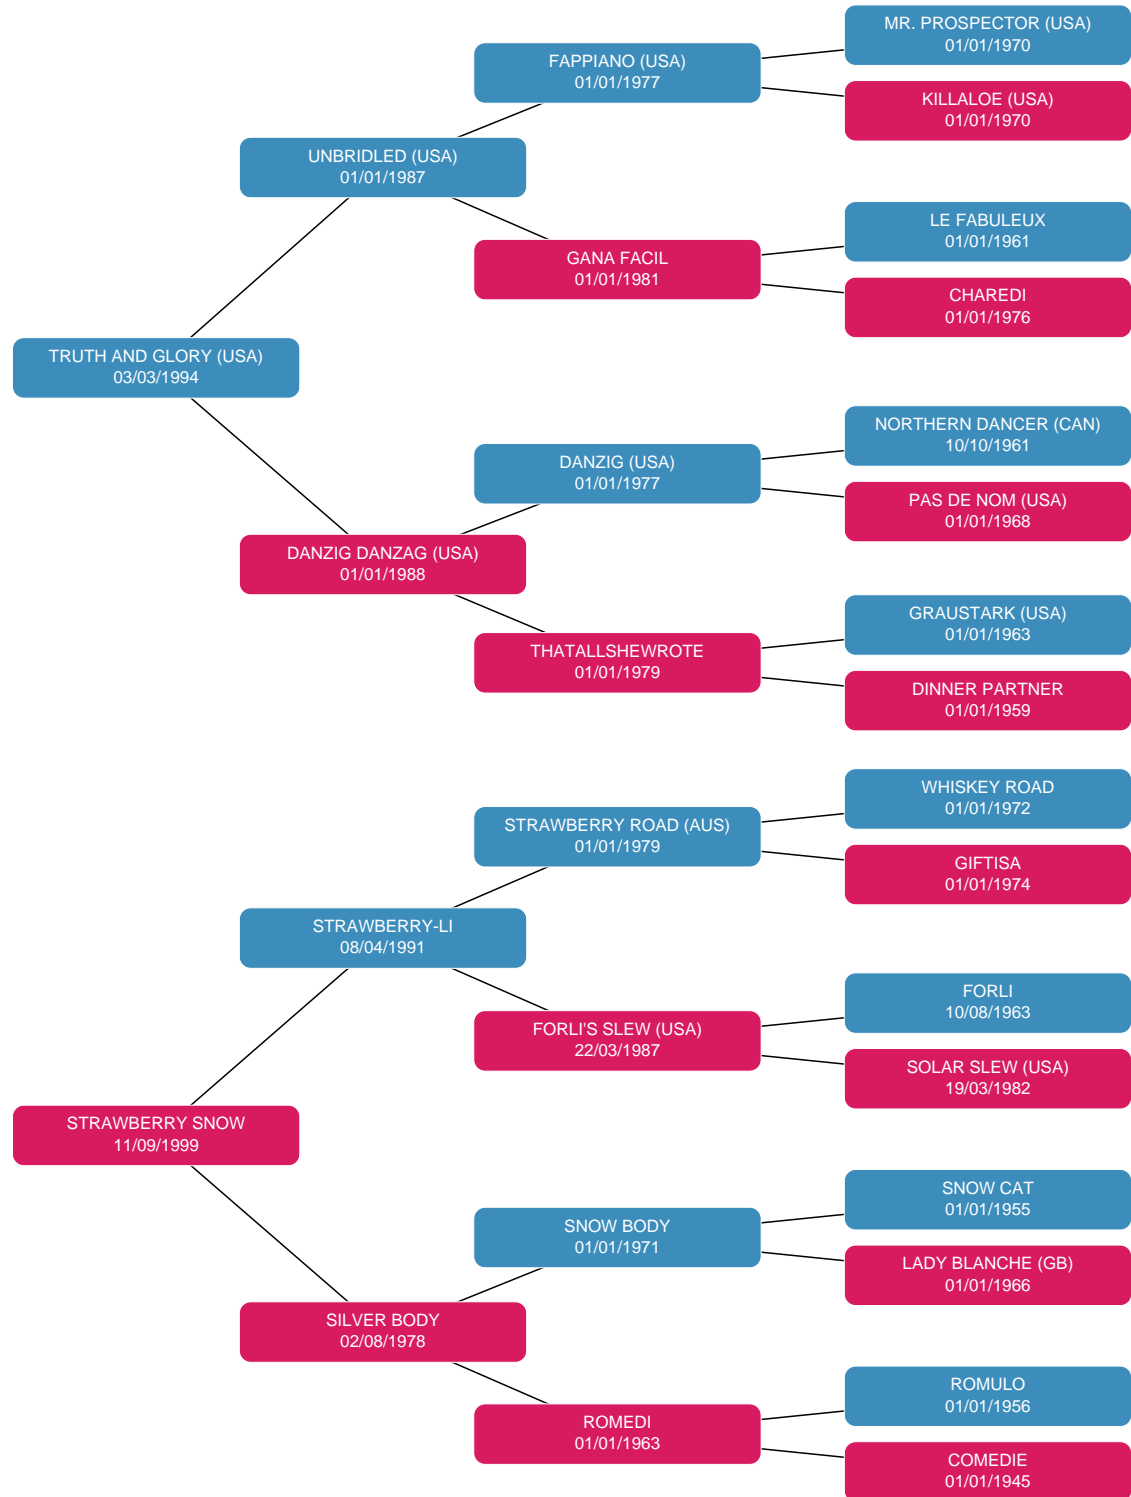 MR. PROSPECTOR (USA)
01/01/1970
FAPPIANO (USA)
01/01/1977
KILLALOE (USA)
01/01/1970
UNBRIDLED (USA)
01/01/1987
LE FABULEUX
01/01/1961
GANA FACIL
01/01/1981
CHAREDI
01/01/1976
TRUTH AND GLORY (USA)
03/03/1994
NORTHERN DANCER (CAN)
10/10/1961
DANZIG (USA)
01/01/1977
PAS DE NOM (USA)
01/01/1968
DANZIG DANZAG (USA)
01/01/1988
GRAUSTARK (USA)
01/01/1963
THATALLSHEWROTE
01/01/1979
DINNER PARTNER
01/01/1959
WHISKEY ROAD
01/01/1972
STRAWBERRY ROAD (AUS)
01/01/1979
GIFTISA
01/01/1974
STRAWBERRY-LI
08/04/1991
FORLI
10/08/1963
FORLI'S SLEW (USA)
22/03/1987
SOLAR SLEW (USA)
19/03/1982
STRAWBERRY SNOW
11/09/1999
SNOW CAT
01/01/1955
SNOW BODY
01/01/1971
LADY BLANCHE (GB)
01/01/1966
SILVER BODY
02/08/1978
ROMULO
01/01/1956
ROMEDI
01/01/1963
COMEDIE
01/01/1945